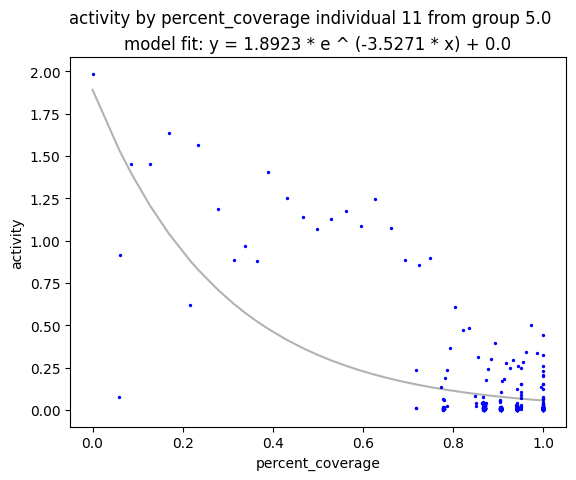 activity by percent_coverage individual 11 from group 5.0
model fit: y = 1.8923 * e ^ (-3.5271 * x) + 0.0
2.00
1.75
1.50
1.25
1.00
0.75
0.50
0.25
0.00
activity
0.0 0.2 0.4 0.6 0.8 1.0
percent_coverage